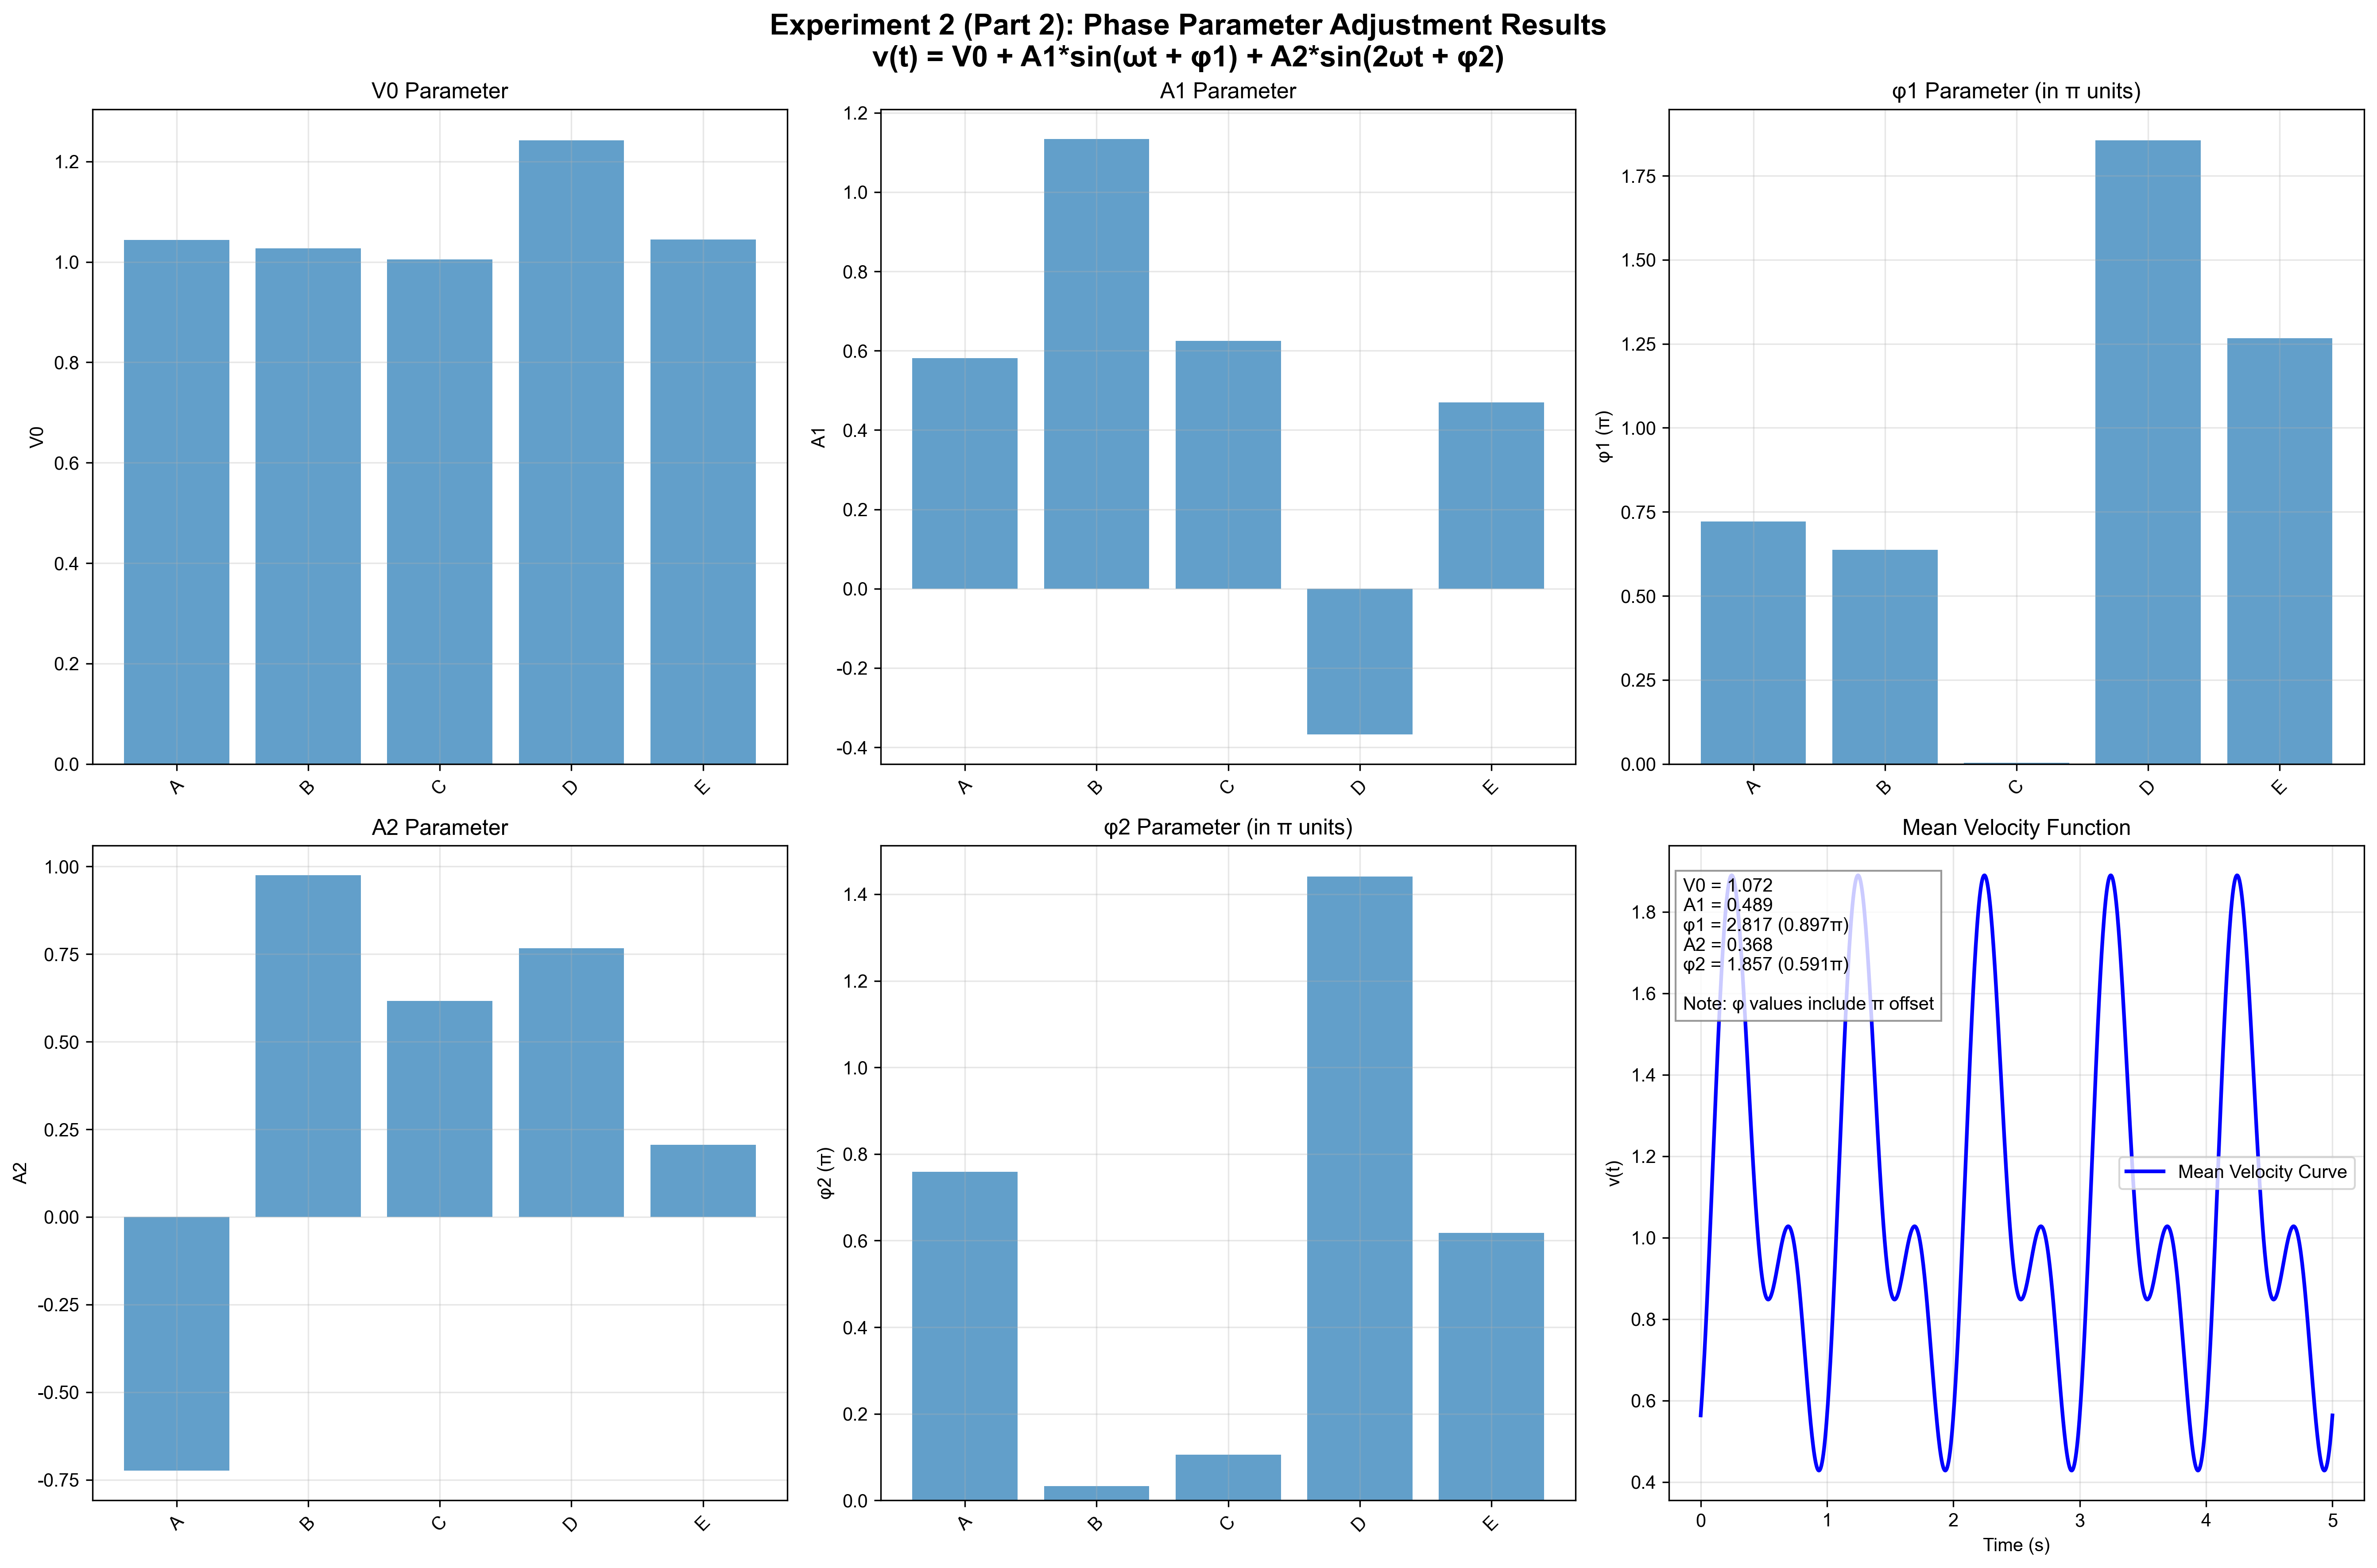 Experiment 2 (Part 2): Phase Parameter Adjustment Results
v(t) = V0 + A1*sin(ωt + φ1) + A2*sin(2ωt + φ2)
V0 Parameter
V0
1.2
1.0
0.8
0.6
0.4
0.2
0.0
A
B
C
D
E
A1 Parameter
A1
1.2
1.0
0.8
0.6
0.4
0.2
0.0
-0.2
-0.4
A
B
C
D
E
φ1 Parameter (in π units)
φ1 (π)
1.75
1.50
1.25
1.00
0.75
0.50
0.25
0.00
A
B
C
D
E
A2 Parameter
A2
1.00
0.75
0.50
0.25
0.00
-0.25
-0.50
-0.75
A
B
C
D
E
φ2 Parameter (in π units)
φ2 (π)
1.4
1.2
1.0
0.8
0.6
0.4
0.2
0.0
A
B
C
D
E
Mean Velocity Function
v(t)
1.8
1.6
1.4
1.2
1.0
0.8
0.6
0.4
V0 = 1.072
A1 = 0.489
φ1 = 2.817 (0.897π)
A2 = 0.368
φ2 = 1.857 (0.591π)
Note: φ values include π offset
Mean Velocity Curve
0
1
2
3
4
5
Time (s)